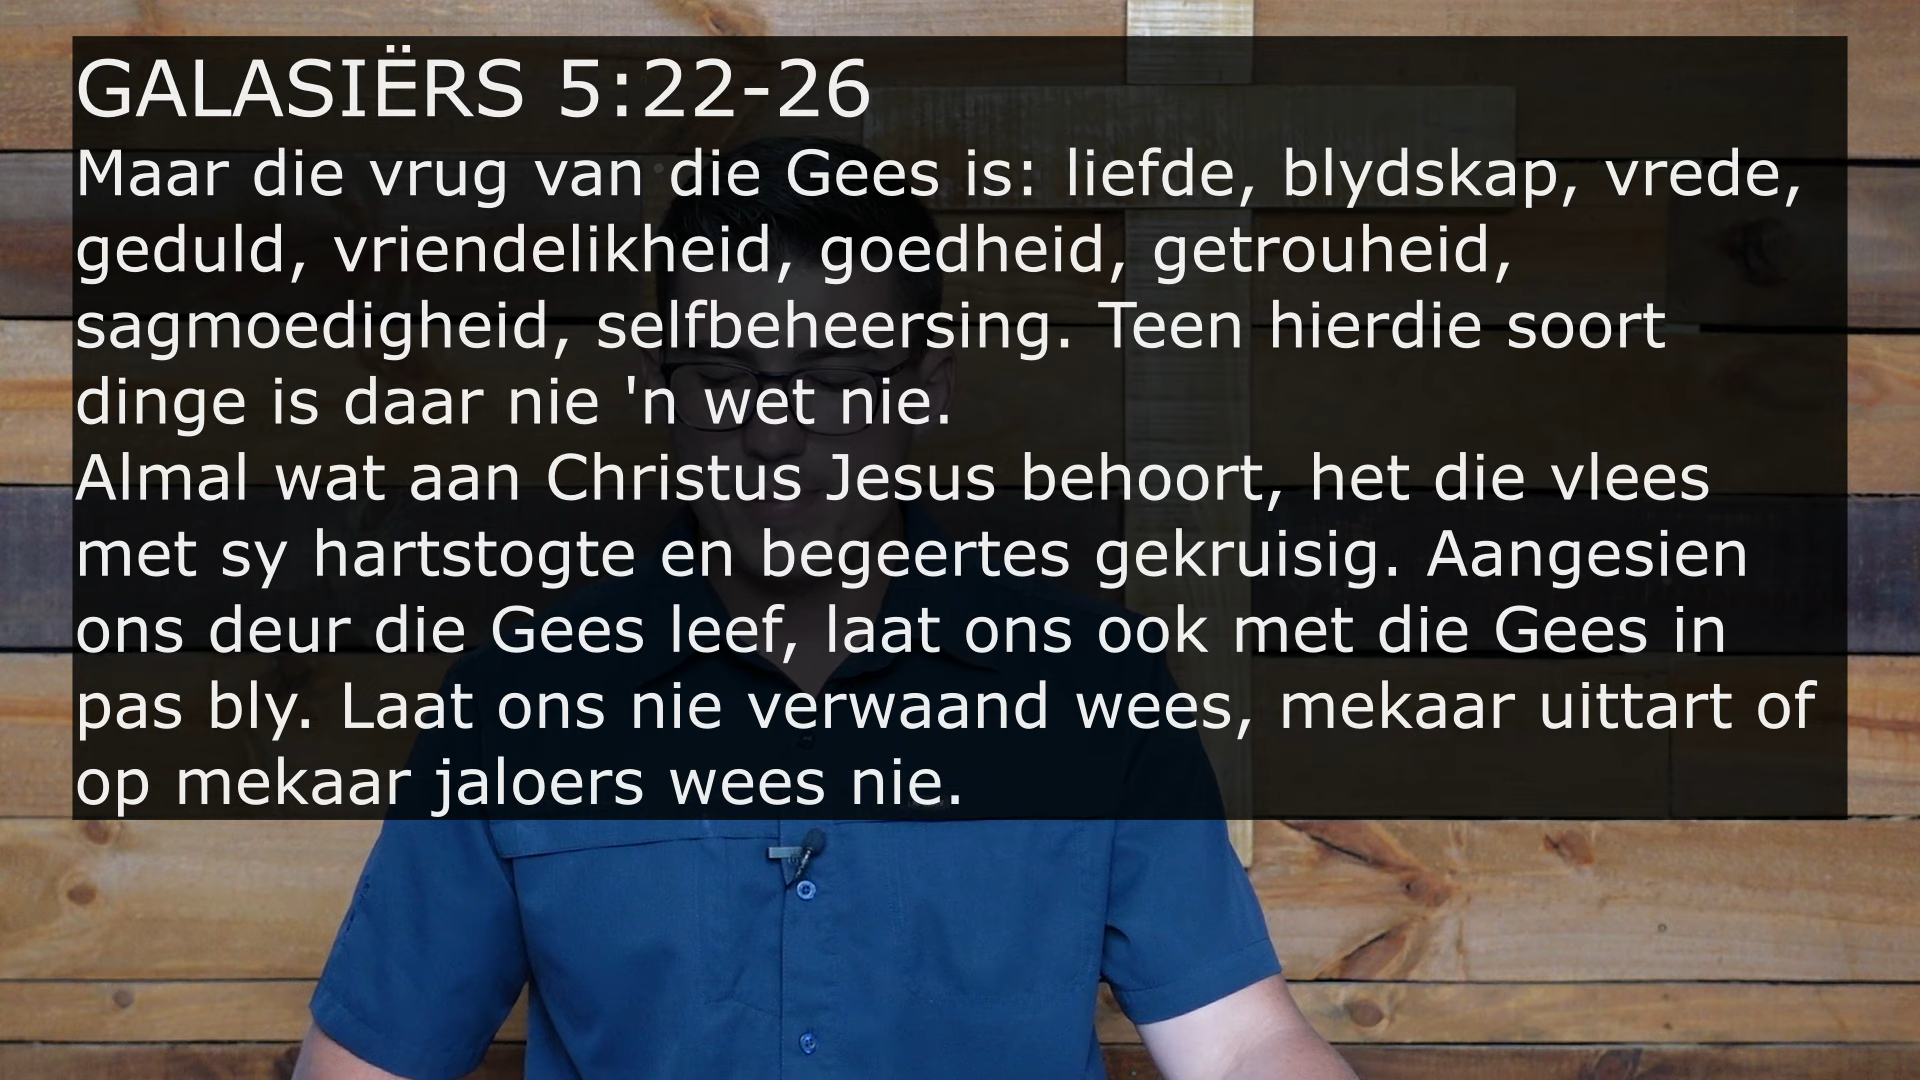 GALASIËRS 5:22-26
Maar die vrug van die Gees is: liefde, blydskap, vrede,
geduld, vriendelikheid, goedheid, getrouheid,
sagmoedigheid, selfbeheersing. Teen hierdie soort
dinge is daar nie 'n wet nie.
Almal wat aan Christus Jesus behoort, het die vlees
met sy hartstogte en begeertes gekruisig. Aangesien
ons deur die Gees leef, laat ons ook met die Gees in
pas bly. Laat ons nie verwaand wees, mekaar uittart of
op mekaar jaloers wees nie.